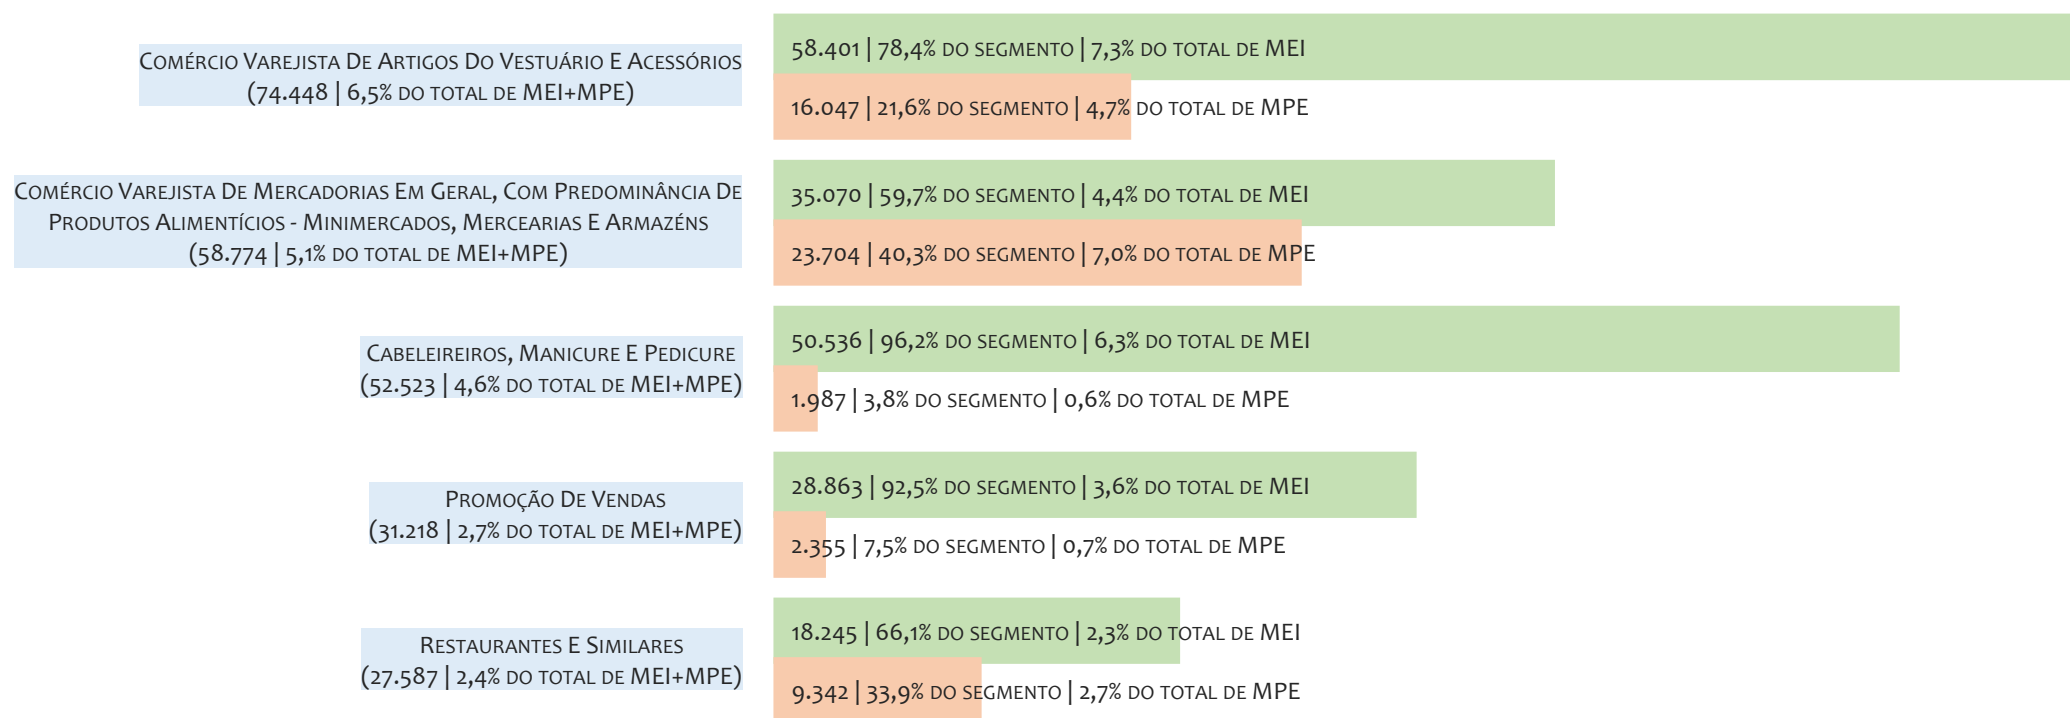 Comércio Varejista De Artigos Do Vestuário E Acessórios
(74.448 | 6,5% do total de MEI+MPE)
58.401 | 78,4% do segmento | 7,3% do total de MEI
16.047 | 21,6% do segmento | 4,7% do total de MPE
Comércio Varejista De Mercadorias Em Geral, Com Predominância De
Produtos Alimentícios - Minimercados, Mercearias E Armazéns
(58.774 | 5,1% do total de MEI+MPE)
35.070 | 59,7% do segmento | 4,4% do total de MEI
23.704 | 40,3% do segmento | 7,0% do total de MPE
Cabeleireiros, Manicure E Pedicure
(52.523 | 4,6% do total de MEI+MPE)
50.536 | 96,2% do segmento | 6,3% do total de MEI
1.987 | 3,8% do segmento | 0,6% do total de MPE
Promoção De Vendas
(31.218 | 2,7% do total de MEI+MPE)
28.863 | 92,5% do segmento | 3,6% do total de MEI
2.355 | 7,5% do segmento | 0,7% do total de MPE
Restaurantes E Similares
(27.587 | 2,4% do total de MEI+MPE)
18.245 | 66,1% do segmento | 2,3% do total de MEI
9.342 | 33,9% do segmento | 2,7% do total de MPE